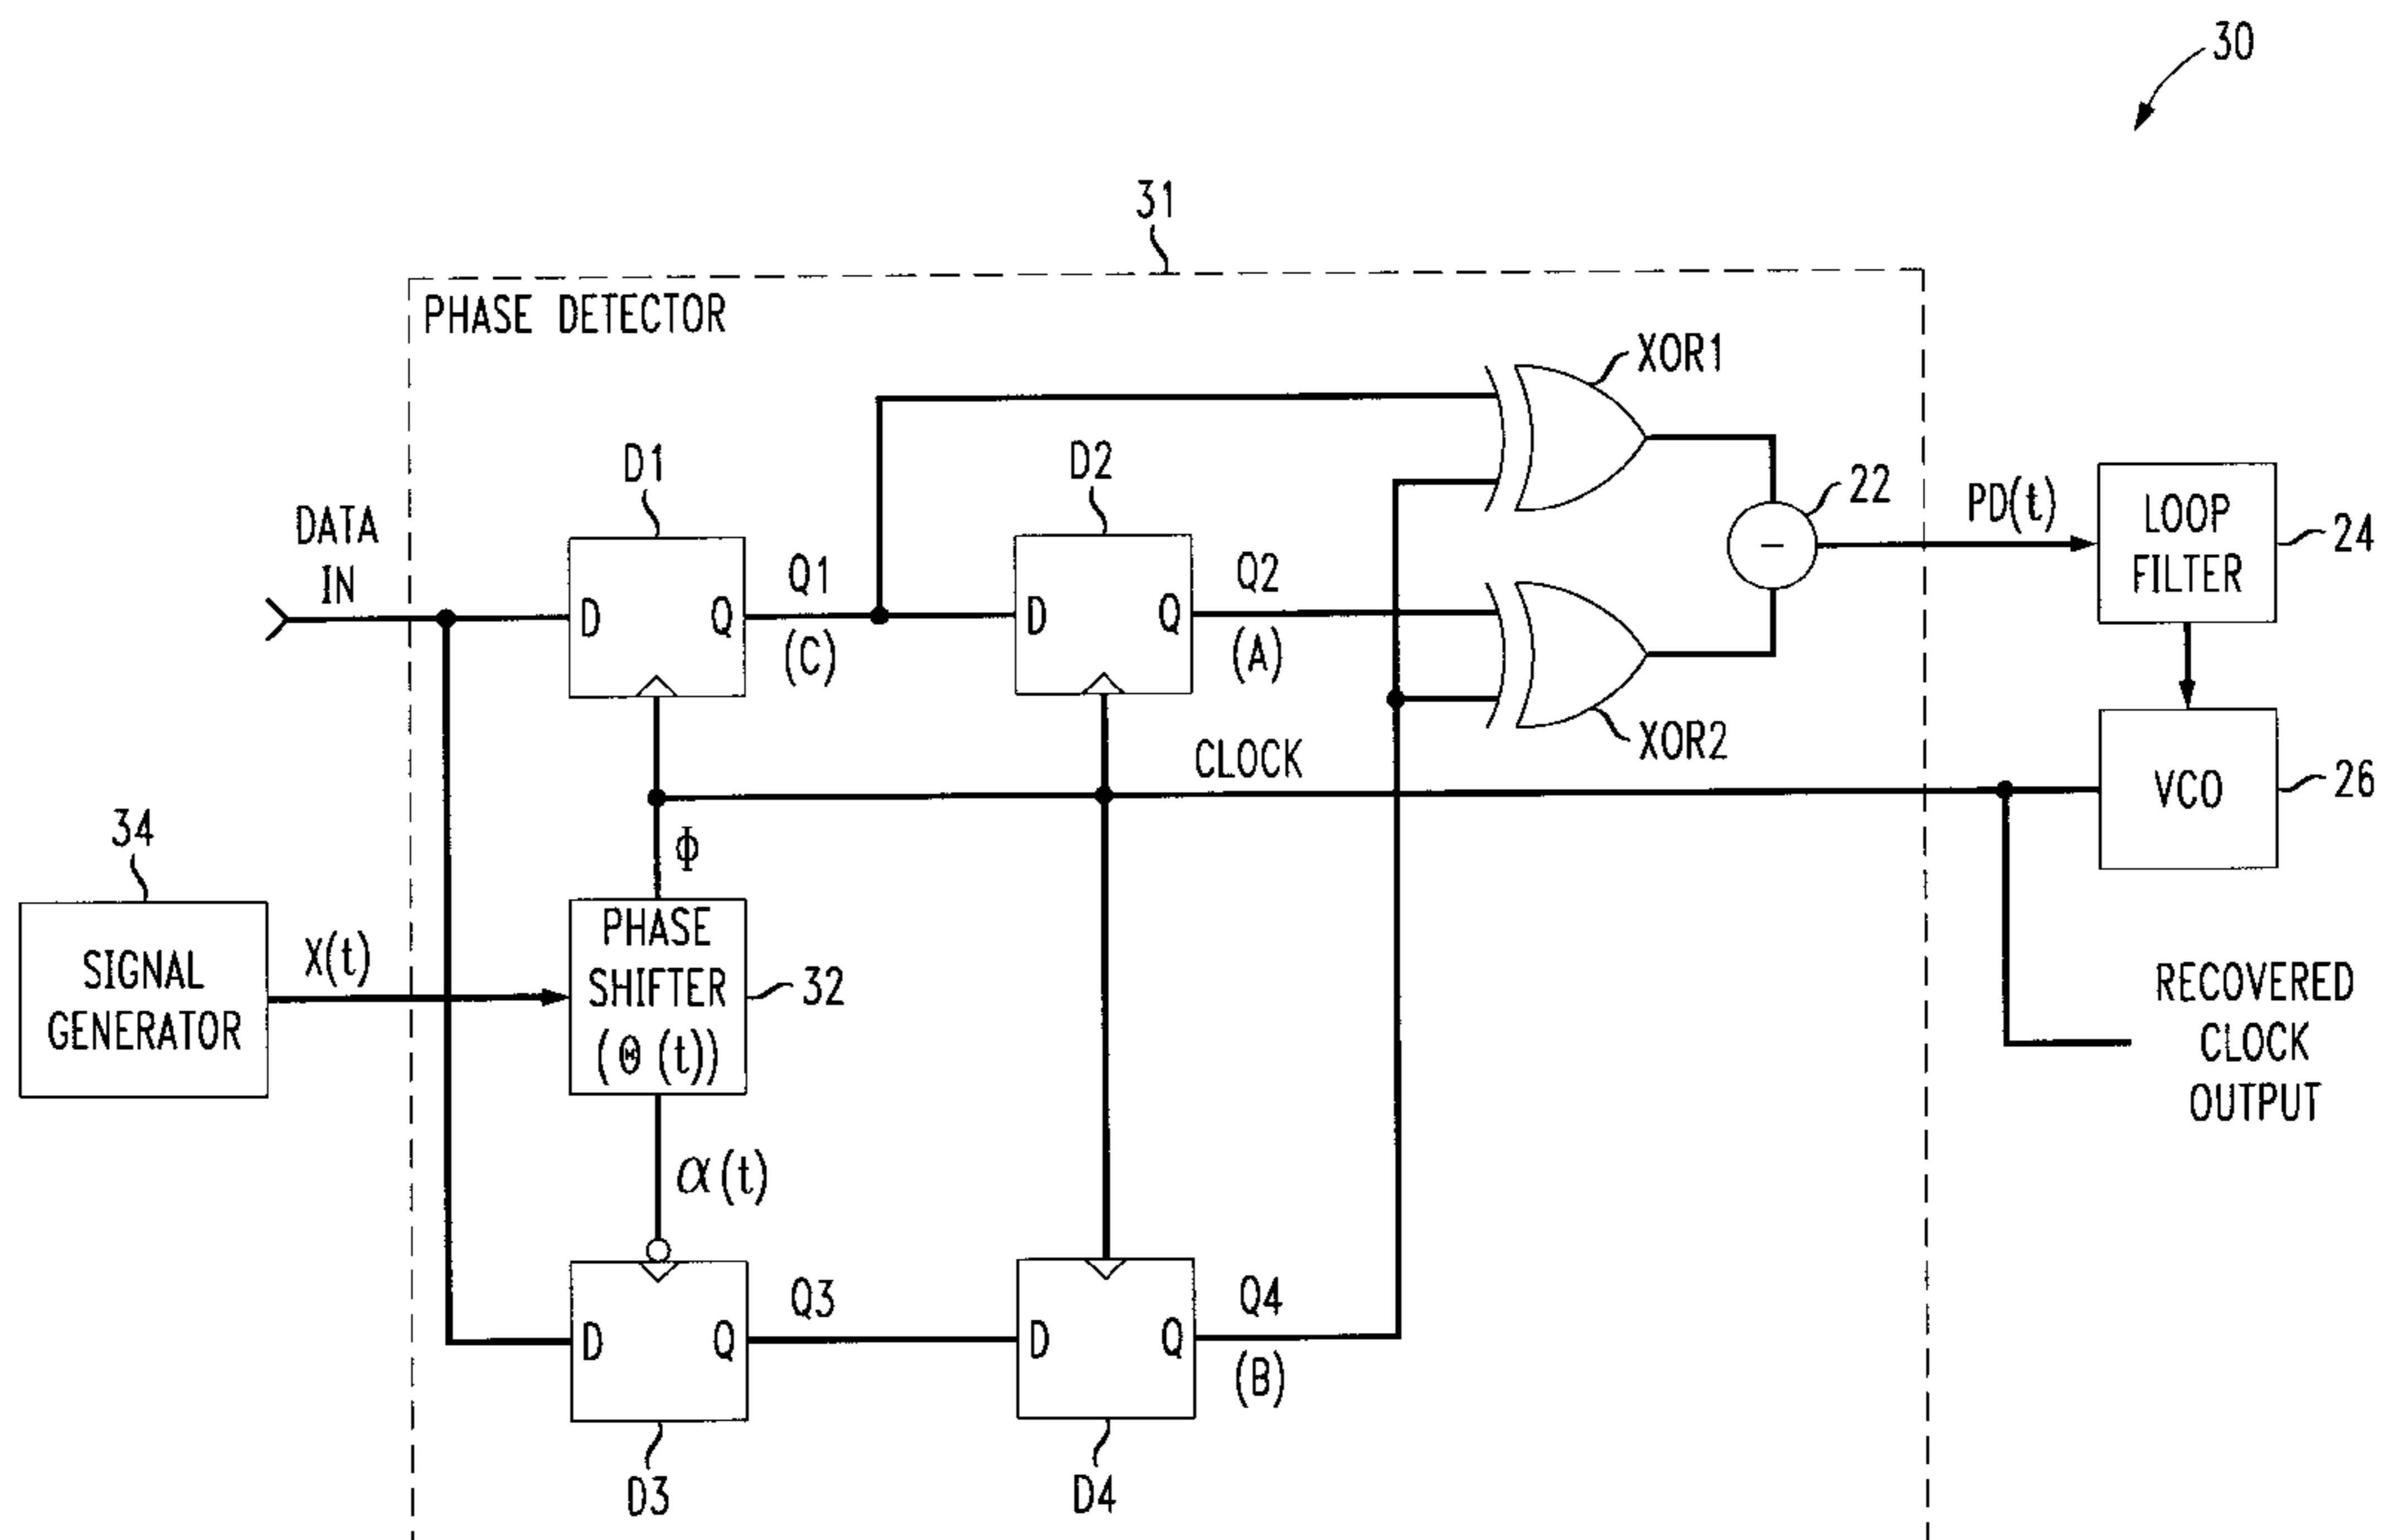 30
31
PHASE DETECTOR
XOR1
D1
D2
22
PD(t)
LOOP
FILTER
24
DATA
IN
D
Q
Q1
(C)
D
Q
Q2
(A)
XOR2
CLOCK
VCO
26
34
SIGNAL
GENERATOR
X(t)
Φ
PHASE
SHIFTER
(Θ (t))
32
RECOVERED
CLOCK
OUTPUT
α(t)
D
Q
Q3
D
Q
Q4
(B)
D3
D4
−